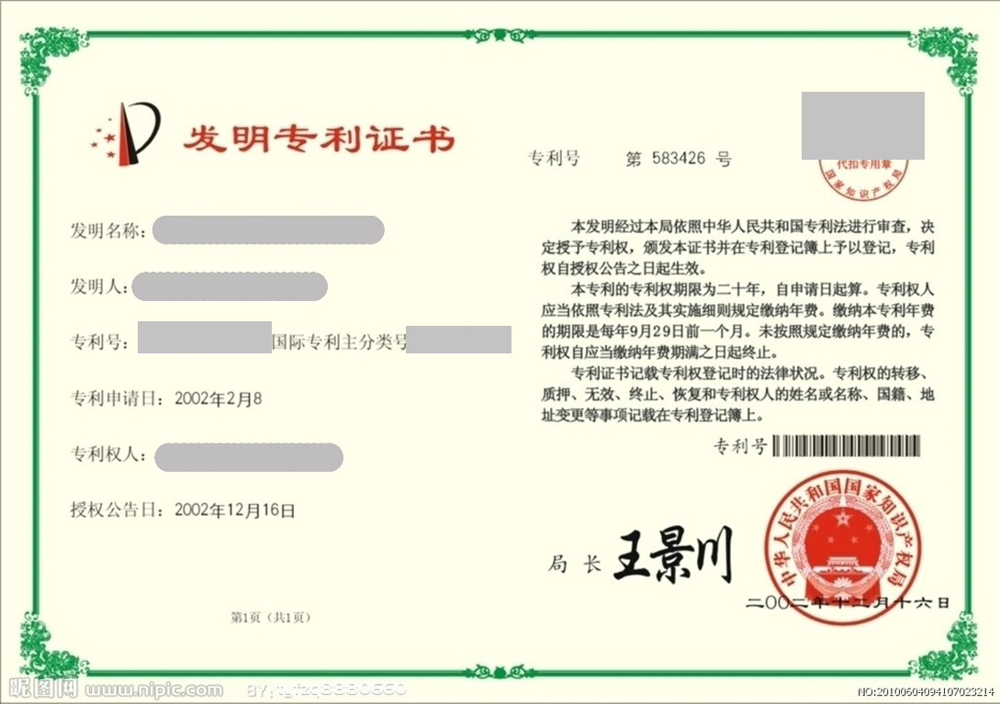 发明专利证书
专利号 第 583426 号
代扣专用章
国家知识产权局
发明名称：
发明人：
专利号： 国际专利主分类号
专利申请日：2002年2月8
专利权人：
授权公告日：2002年12月16日
第1页（共1页）
本发明经过本局依照中华人民共和国专利法进行审查，决
定授予专利权，颁发本证书并在专利登记簿上予以登记，专利
权自授权公告之日起生效。
本专利的专利权期限为二十年，自申请日起算。专利权人
应当依照专利法及其实施细则规定缴纳年费。缴纳本专利年费
的期限是每年9月29日前一个月。未按照规定缴纳年费的，专
利权自应当缴纳年费期满之日起终止。
专利证书记载专利权登记时的法律状况。专利权的转移、
质押、无效、终止、恢复和专利权人的姓名或名称、国籍、地
址变更等事项记载在专利登记簿上。
专利号
中华人民共和国国家知识产权局
局长 王景川
二〇〇二年十二月十六日
昵图网 www.nipic.com
NO:20100604094107023214